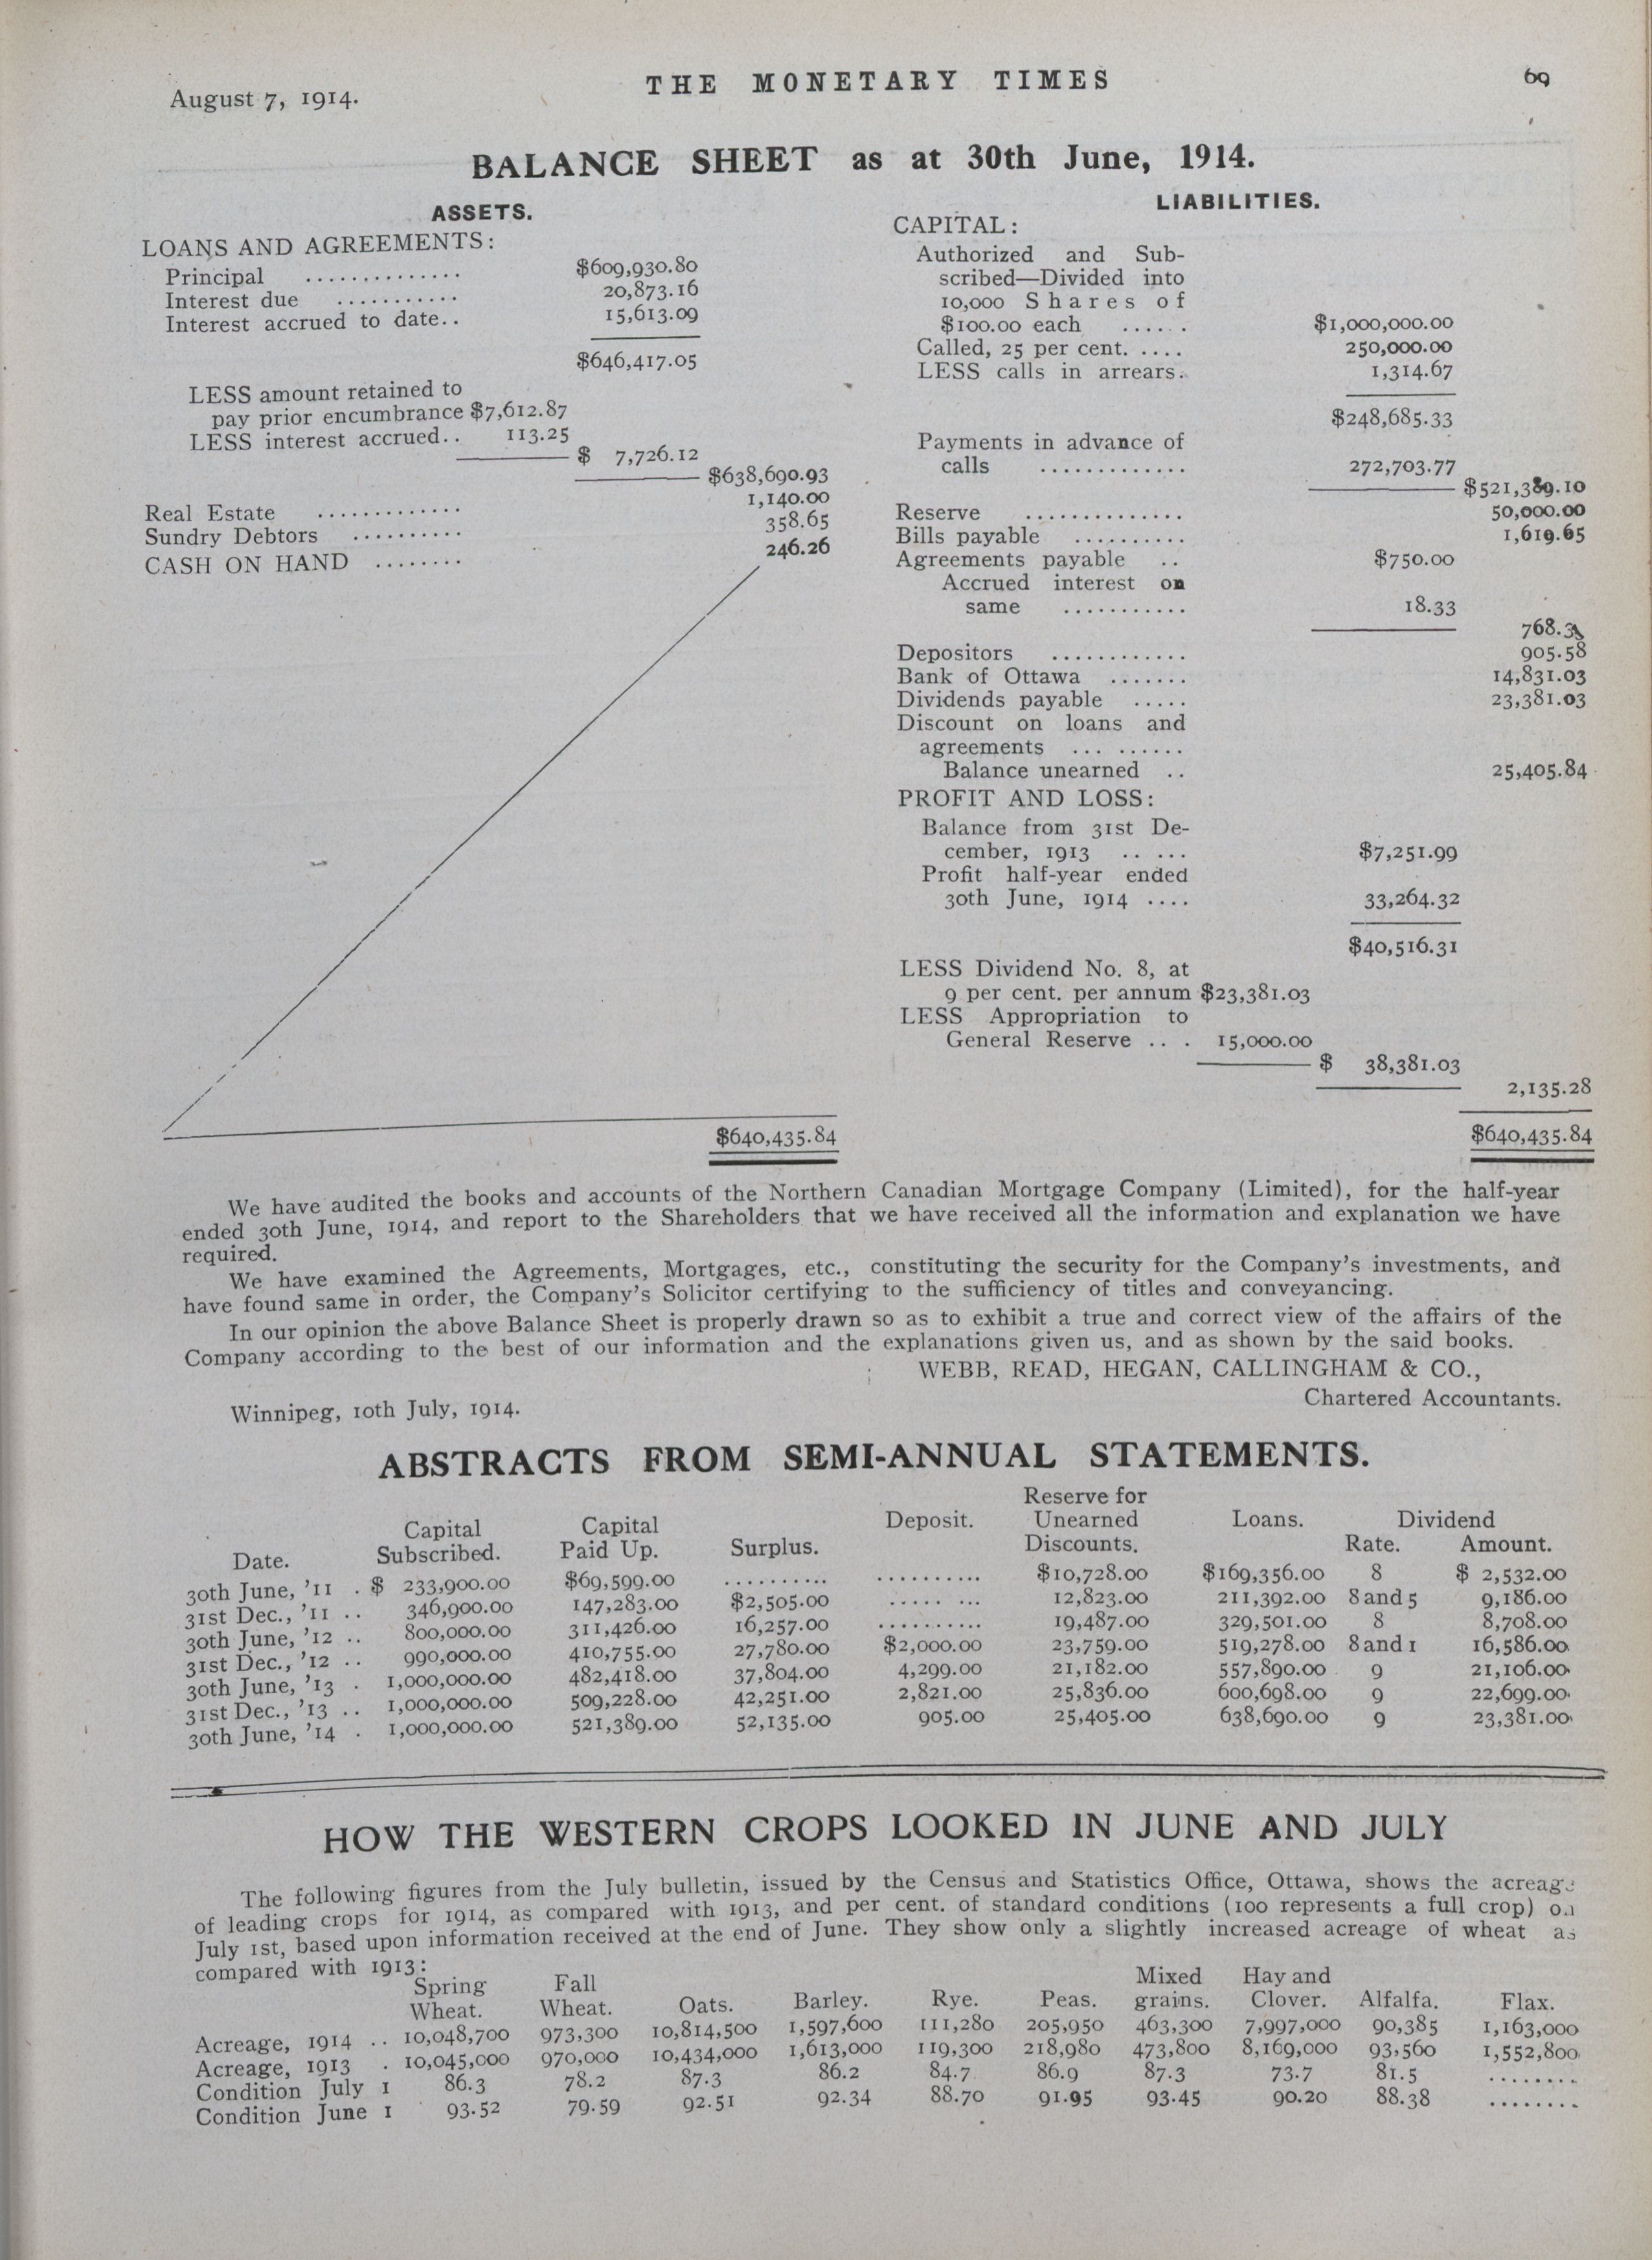 August 7, 1914.
THE MONETARY TIMES
69
BALANCE SHEET as at 30th June, 1914.
ASSETS.
LOANS AND AGREEMENTS:
Principal .............. $609,930.80
Interest due ........... 20,873.16
Interest accrued to date.. 15,613.09
$646,417.05
LESS amount retained to
pay prior encumbrance $7,612.87
LESS interest accrued.. 113.25
$ 7,726.12
$638,690.93
Real Estate ............. 1,140.00
Sundry Debtors .......... 358.65
CASH ON HAND ........ 246.26
$640,435.84
LIABILITIES.
CAPITAL:
Authorized and Sub-
scribed—Divided into
10,000 Shares of
$100.00 each ...... $1,000,000.00
Called, 25 per cent. .... 250,000.00
LESS calls in arrears. 1,314.67
$248,685.33
Payments in advance of
calls ............. 272,703.77
$521,389.10
Reserve .............. 50,000.00
Bills payable .......... 1,619.65
Agreements payable .. $750.00
Accrued interest on
same ........... 18.33
768.3
Depositors ............ 905.58
Bank of Ottawa ....... 14,831.03
Dividends payable ..... 23,381.03
Discount on loans and
agreements ... ......
Balance unearned .. 25,405.84
PROFIT AND LOSS:
Balance from 31st De-
cember, 1913 .. ... $7,251.99
Profit half-year ended
30th June, 1914 .... 33,264.32
$40,516.31
LESS Dividend No. 8, at
9 per cent. per annum $23,381.03
LESS Appropriation to
General Reserve .. . 15,000.00
$ 38,381.03
2,135.28
$640,435.84
We have audited the books and accounts of the Northern Canadian Mortgage Company (Limited), for the half-year
ended 30th June, 1914, and report to the Shareholders that we have received all the information and explanation we have
required.
We have examined the Agreements, Mortgages, etc., constituting the security for the Company's investments, and
have found same in order, the Company's Solicitor certifying to the sufficiency of titles and conveyancing.
In our opinion the above Balance Sheet is properly drawn so as to exhibit a true and correct view of the affairs of the
Company according to the best of our information and the explanations given us, and as shown by the said books.
WEBB, READ, HEGAN, CALLINGHAM & CO.,
Chartered Accountants.
Winnipeg, 10th July, 1914.
ABSTRACTS FROM SEMI-ANNUAL STATEMENTS.
Reserve for
Capital Capital Deposit. Unearned Loans. Dividend
Date. Subscribed. Paid Up. Surplus. Discounts. Rate. Amount.
30th June, '11 . $ 233,900.00 $69,599.00 .......... .......... $10,728.00 $169,356.00 8 $ 2,532.00
31st Dec., '11 .. 346,900.00 147,283.00 $2,505.00 ..... ... 12,823.00 211,392.00 8 and 5 9,186.00
30th June, '12 .. 800,000.00 311,426.00 16,257.00 .......... 19,487.00 329,501.00 8 8,708.00
31st Dec., '12 .. 990,000.00 410,755.00 27,780.00 $2,000.00 23,759.00 519,278.00 8 and 1 16,586.00
30th June, '13 . 1,000,000.00 482,418.00 37,804.00 4,299.00 21,182.00 557,890.00 9 21,106.00
31st Dec., '13 .. 1,000,000.00 509,228.00 42,251.00 2,821.00 25,836.00 600,698.00 9 22,699.00
30th June, '14 . 1,000,000.00 521,389.00 52,135.00 905.00 25,405.00 638,690.00 9 23,381.00
HOW THE WESTERN CROPS LOOKED IN JUNE AND JULY
The following figures from the July bulletin, issued by the Census and Statistics Office, Ottawa, shows the acreage
of leading crops for 1914, as compared with 1913, and per cent. of standard conditions (100 represents a full crop) on
July 1st, based upon information received at the end of June. They show only a slightly increased acreage of wheat as
compared with 1913:
Spring Fall Mixed Hay and
Wheat. Wheat. Oats. Barley. Rye. Peas. grains. Clover. Alfalfa. Flax.
Acreage, 1914 .. 10,048,700 973,300 10,814,500 1,597,600 111,280 205,950 463,300 7,997,000 90,385 1,163,000
Acreage, 1913 . 10,045,000 970,000 10,434,000 1,613,000 119,300 218,980 473,800 8,169,000 93,560 1,552,800
Condition July 1 86.3 78.2 87.3 86.2 84.7 86.9 87.3 73.7 81.5 ........
Condition June 1 93.52 79.59 92.51 92.34 88.70 91.95 93.45 90.20 88.38 ........